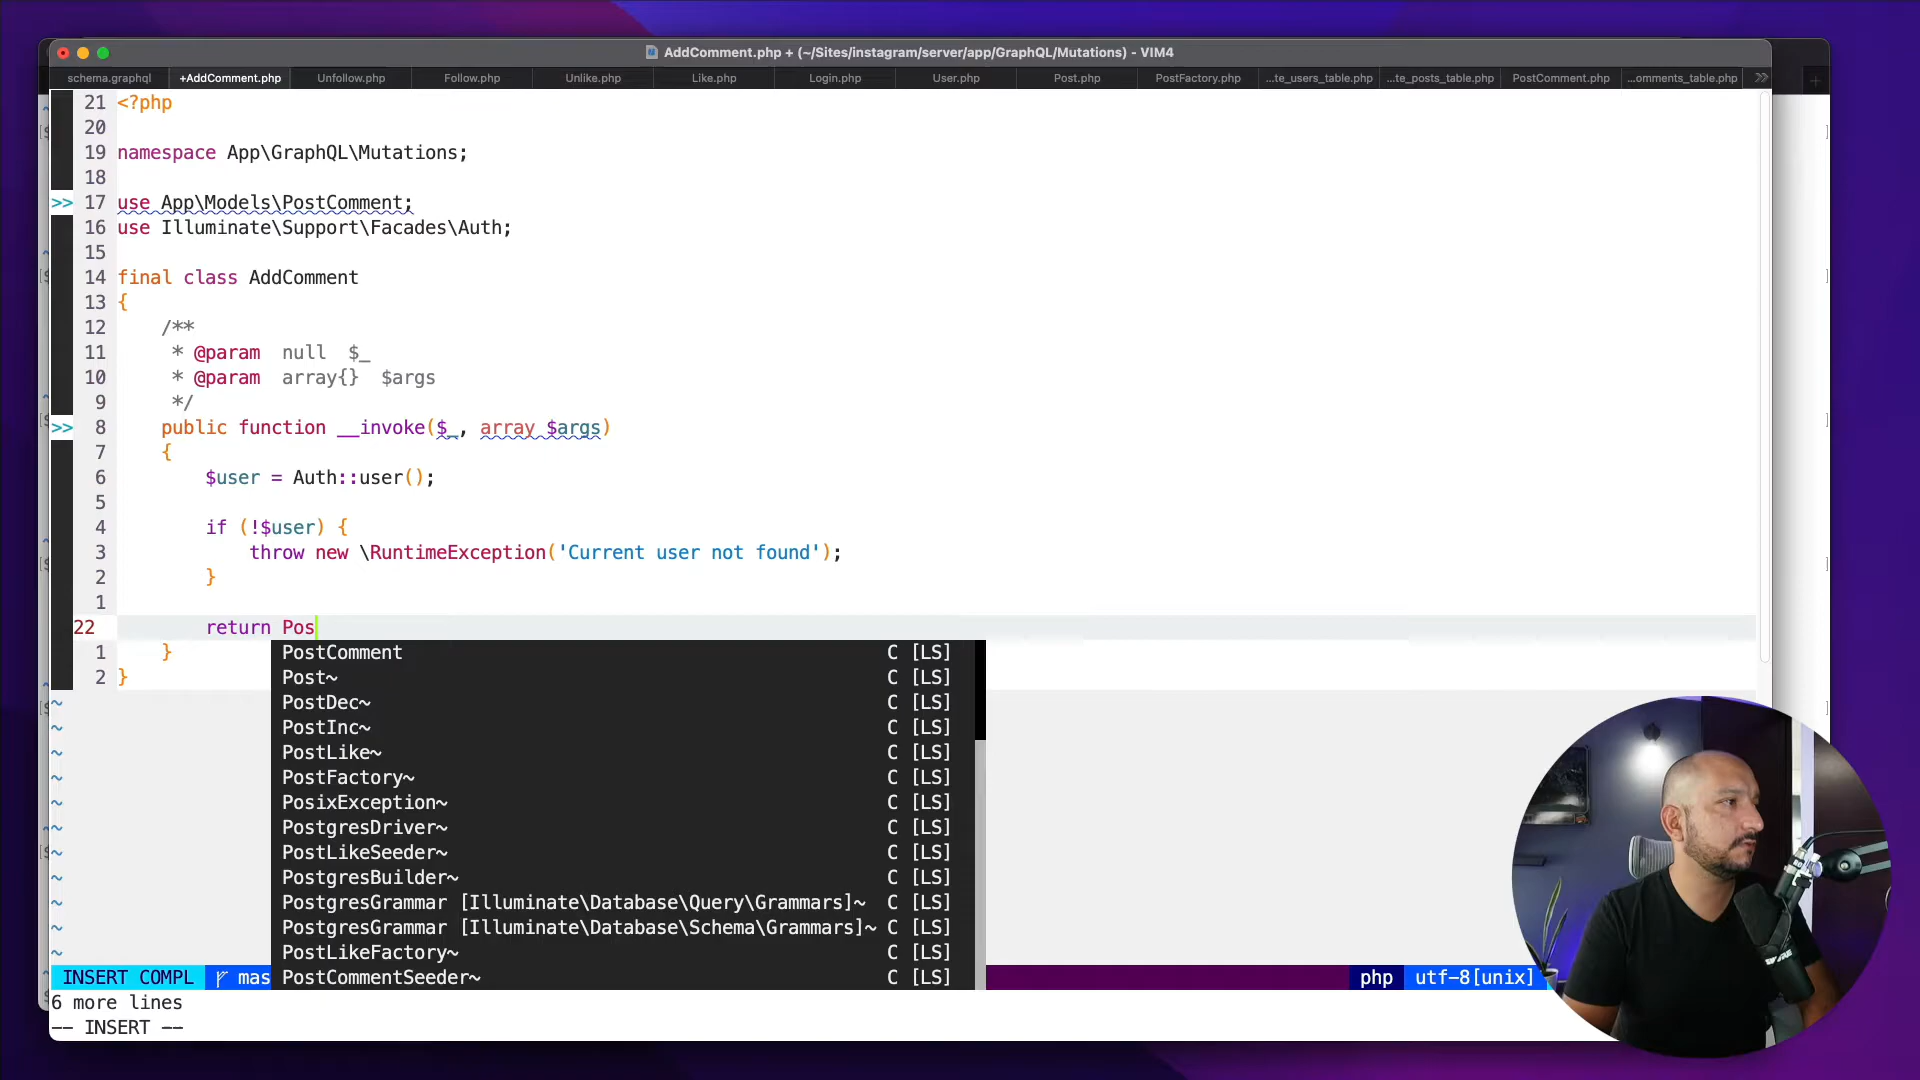 AddComment.php + (~/Sites/instagram/server/app/GraphQL/Mutations) - VIM4
schema.graphql +AddComment.php Unfollow.php Follow.php Unlike.php Like.php Login.php User.php Post.php PostFactory.php ...te_users_table.php ...te_posts_table.php PostComment.php ...omments_table.php >> +
21 <?php
20
19 namespace App\GraphQL\Mutations;
18
>> 17 use App\Models\PostComment;
16 use Illuminate\Support\Facades\Auth;
15
14 final class AddComment
13 {
12 /**
11 * @param null $_
10 * @param array{} $args
9 */
>> 8 public function __invoke($_, array $args)
7 {
6 $user = Auth::user();
5
4 if (!$user) {
3 throw new \RuntimeException('Current user not found');
2 }
1
22 return Pos
1 }
2 }
PostComment C [LS]
Post~ C [LS]
PostDec~ C [LS]
PostInc~ C [LS]
PostLike~ C [LS]
PostFactory~ C [LS]
PosixException~ C [LS]
PostgresDriver~ C [LS]
PostLikeSeeder~ C [LS]
PostgresBuilder~ C [LS]
PostgresGrammar [Illuminate\Database\Query\Grammars]~ C [LS]
PostgresGrammar [Illuminate\Database\Schema\Grammars]~ C [LS]
PostLikeFactory~ C [LS]
PostCommentSeeder~ C [LS]
INSERT COMPL mas php utf-8[unix]
6 more lines
-- INSERT --